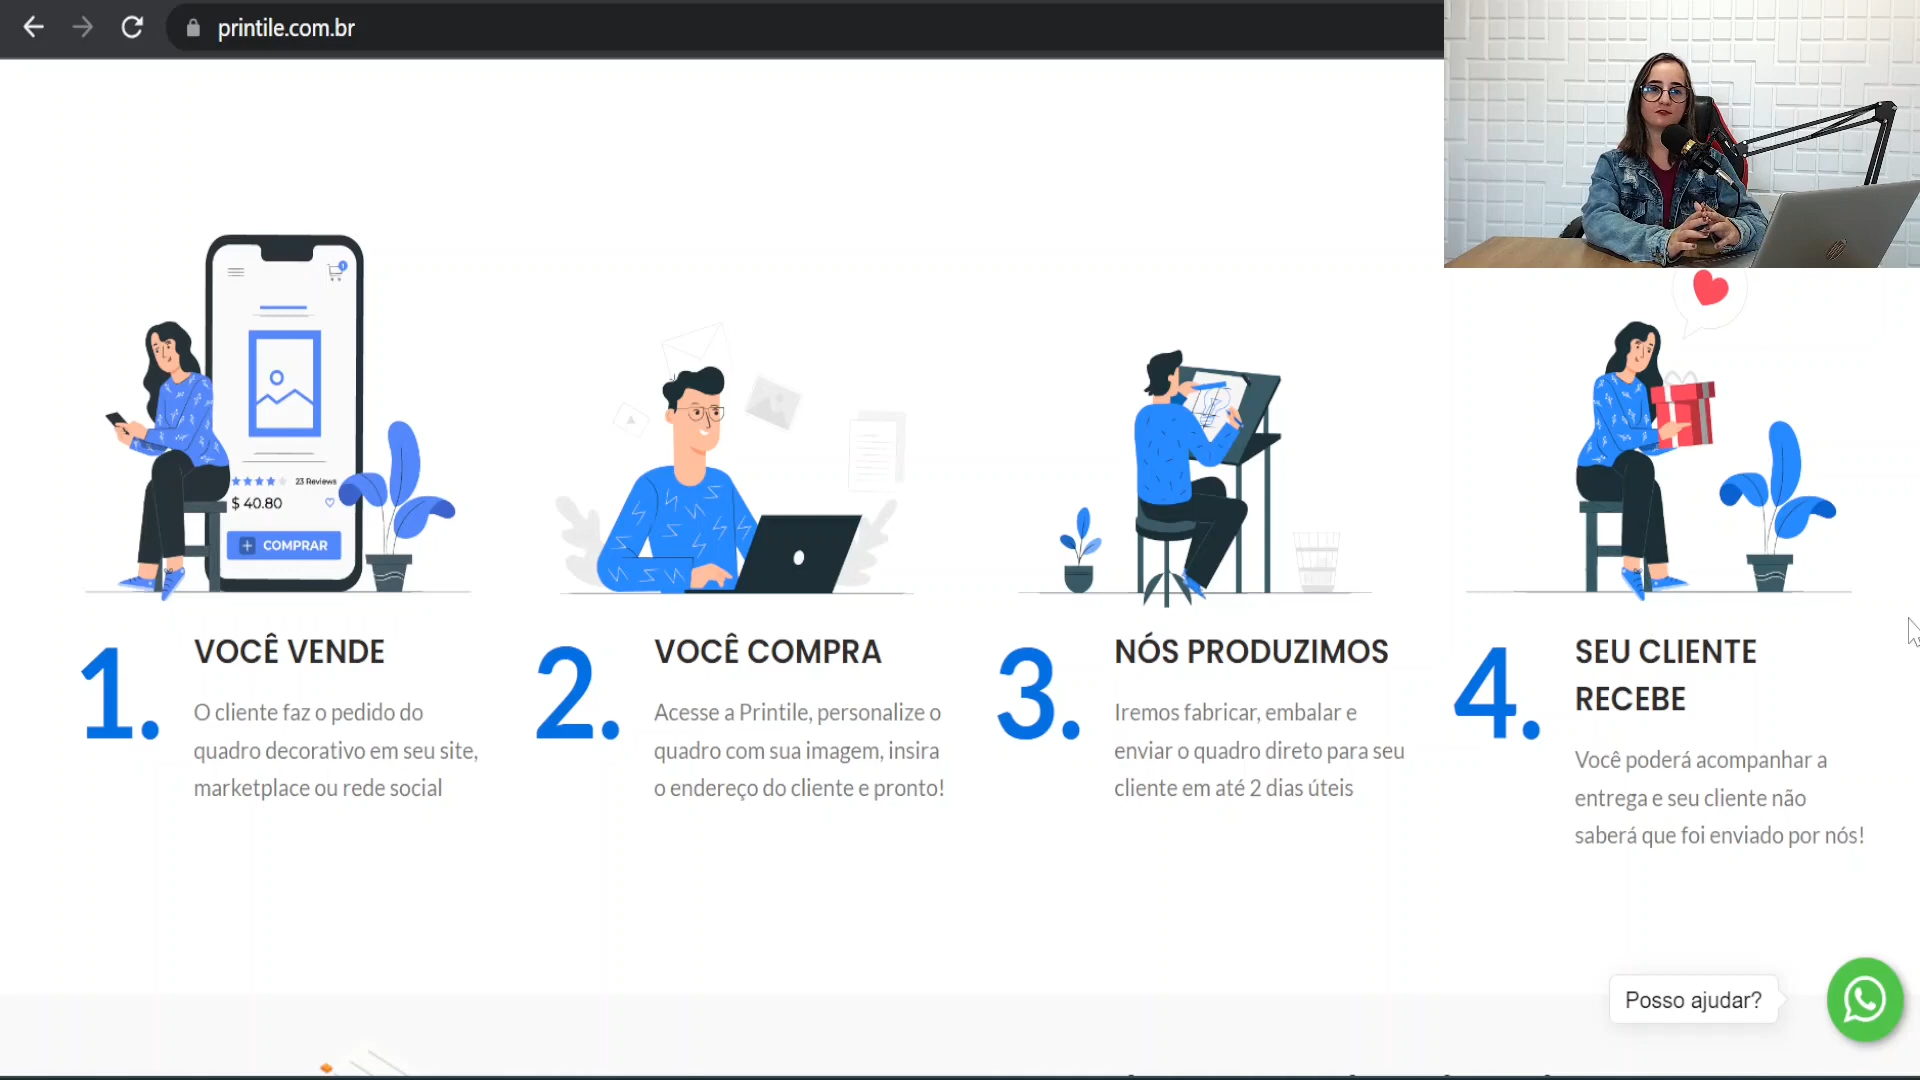 printile.com.br
23 Reviews
$ 40.80
COMPRAR
1.
VOCÊ VENDE
O cliente faz o pedido do
quadro decorativo em seu site,
marketplace ou rede social
2.
VOCÊ COMPRA
Acesse a Printile, personalize o
quadro com sua imagem, insira
o endereço do cliente e pronto!
3.
NÓS PRODUZIMOS
Iremos fabricar, embalar e
enviar o quadro direto para seu
cliente em até 2 dias úteis
4.
SEU CLIENTE
RECEBE
Você poderá acompanhar a
entrega e seu cliente não
saberá que foi enviado por nós!
Posso ajudar?